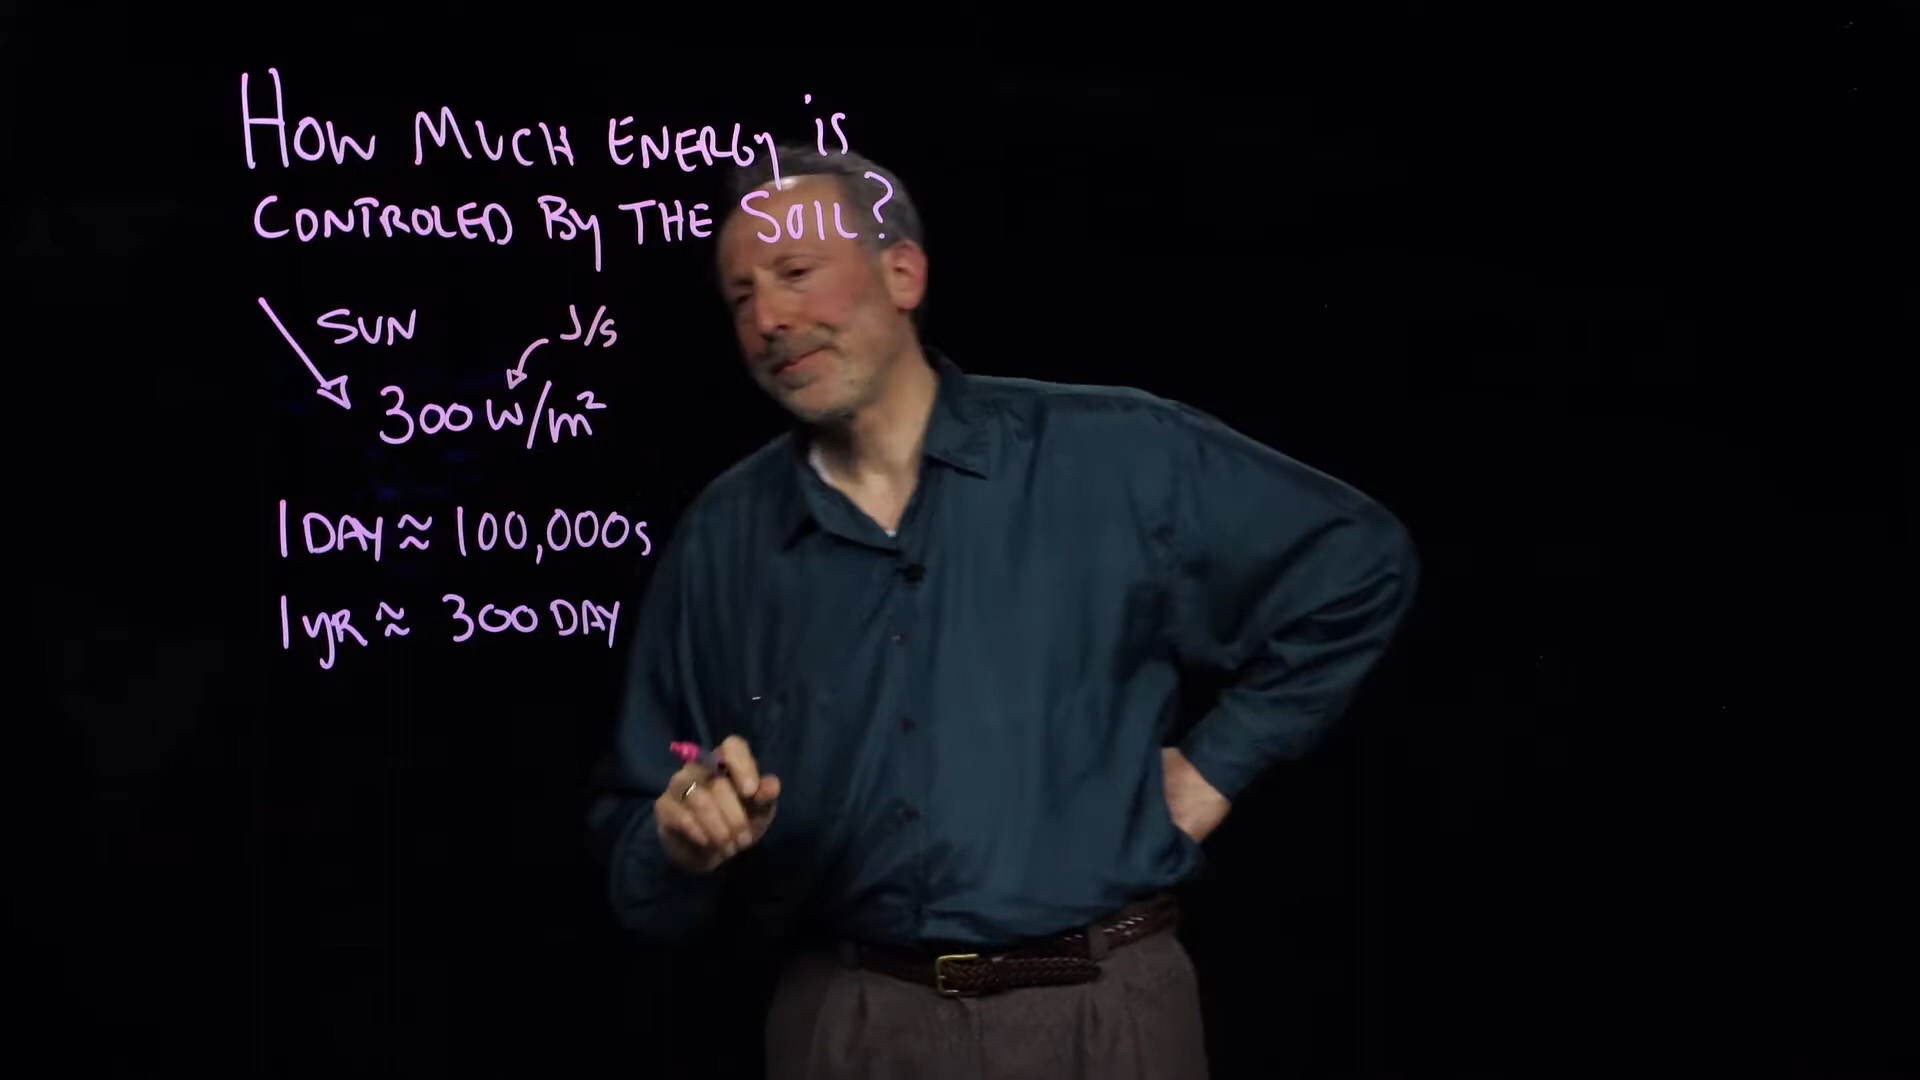 How MUCH ENERGY is
CONTROLED By THE SOIL?
SUN
J/s
300 W/m²
1 DAY ≈ 100,000s
1 yR ≈ 300 DAY